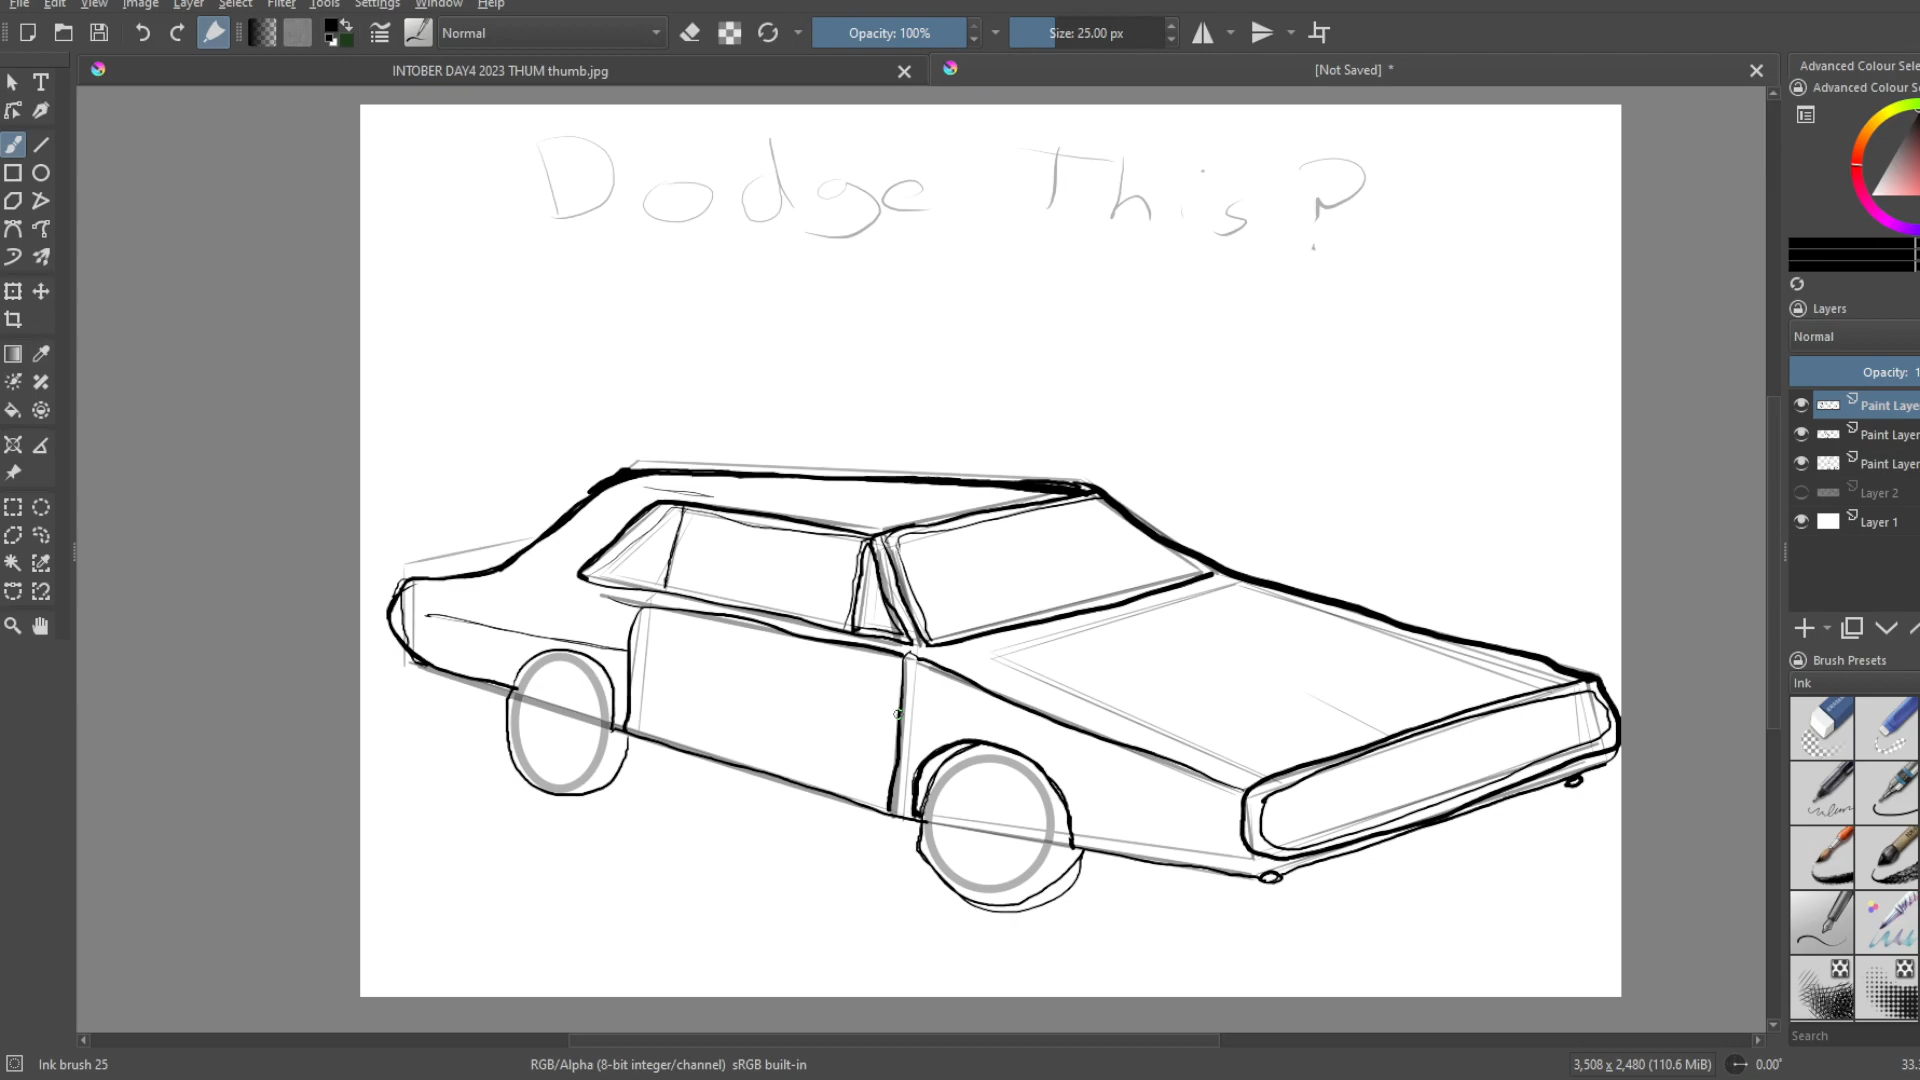 File Edit View Image Layer Select Filter Tools Settings Window Help
Normal Opacity: 100% Size: 25.00 px
INTOBER DAY4 2023 THUM thumb.jpg [Not Saved] *
Advanced Colour Sele
Advanced Colour Se
Dodge This?
Layers
Normal
Opacity: 1
Paint Laye
Paint Layer
Paint Layer
Layer 2
Layer 1
Brush Presets
Ink
Search
Ink brush 25 RGB/Alpha (8-bit integer/channel) sRGB built-in 3,508 x 2,480 (110.6 MiB) 0.00° 33.